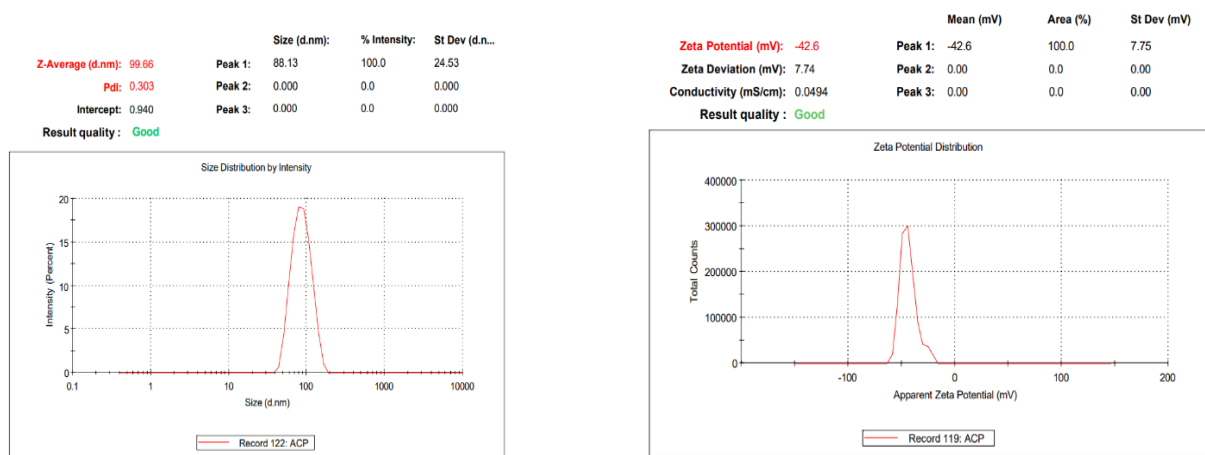 Size (d.nm): % Intensity: St Dev (d.n...
Z-Average (d.nm): 99.66 Peak 1: 88.13 100.0 24.53
PdI: 0.303 Peak 2: 0.000 0.0 0.000
Intercept: 0.940 Peak 3: 0.000 0.0 0.000
Result quality : Good
Size Distribution by Intensity
Intensity (Percent)
20
15
10
5
0
0.1 1 10 100 1000 10000
Size (d.nm)
Record 122: ACP
Mean (mV) Area (%) St Dev (mV)
Zeta Potential (mV): -42.6 Peak 1: -42.6 100.0 7.75
Zeta Deviation (mV): 7.74 Peak 2: 0.00 0.0 0.00
Conductivity (mS/cm): 0.0494 Peak 3: 0.00 0.0 0.00
Result quality : Good
Zeta Potential Distribution
Total Counts
400000
300000
200000
100000
0
-100 0 100 200
Apparent Zeta Potential (mV)
Record 119: ACP